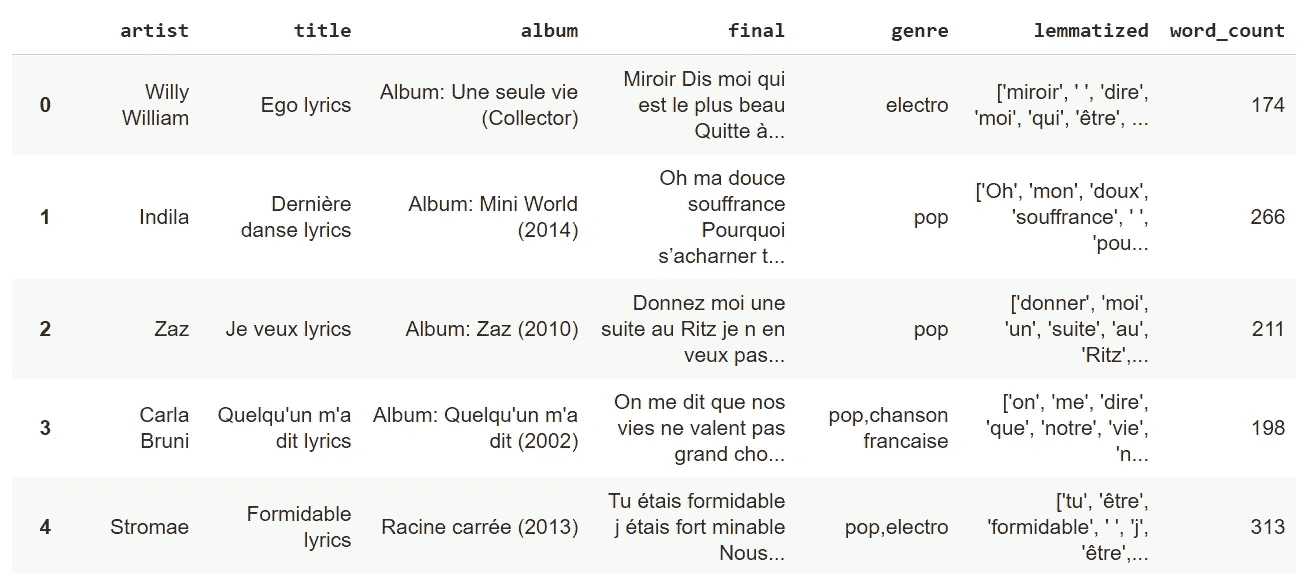 artist title album final genre lemmatized word_count
0 Willy William Ego lyrics Album: Une seule vie (Collector) Miroir Dis moi qui est le plus beau Quitte à... electro ['miroir', ' ', 'dire', 'moi', 'qui', 'être', ... 174
1 Indila Dernière danse lyrics Album: Mini World (2014) Oh ma douce souffrance Pourquoi s’acharner t... pop ['Oh', 'mon', 'doux', 'souffrance', ' ', 'pou... 266
2 Zaz Je veux lyrics Album: Zaz (2010) Donnez moi une suite au Ritz je n en veux pas... pop ['donner', 'moi', 'un', 'suite', 'au', 'Ritz',... 211
3 Carla Bruni Quelqu'un m'a dit lyrics Album: Quelqu'un m'a dit (2002) On me dit que nos vies ne valent pas grand cho... pop,chanson francaise ['on', 'me', 'dire', 'que', 'notre', 'vie', 'n... 198
4 Stromae Formidable lyrics Racine carrée (2013) Tu étais formidable j étais fort minable Nous... pop,electro ['tu', 'être', 'formidable', ' ', 'j', 'être',... 313